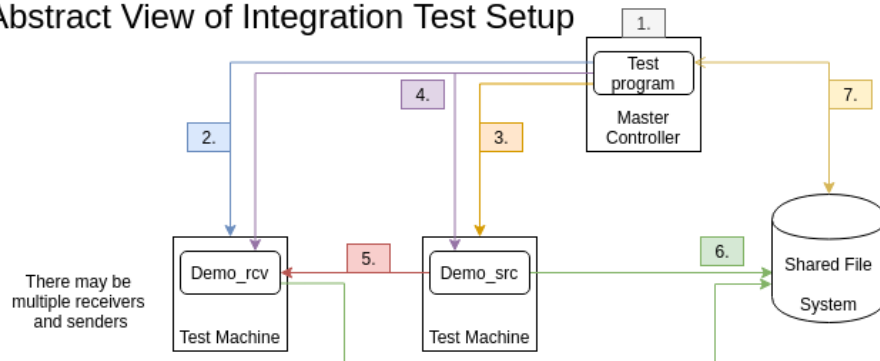 Abstract View of Integration Test Setup
1.
Test
program
Master
Controller
4.
7.
2.
3.
5.
6.
Demo_rcv
Demo_src
Test Machine
Test Machine
There may be
multiple receivers
and senders
Shared File
System